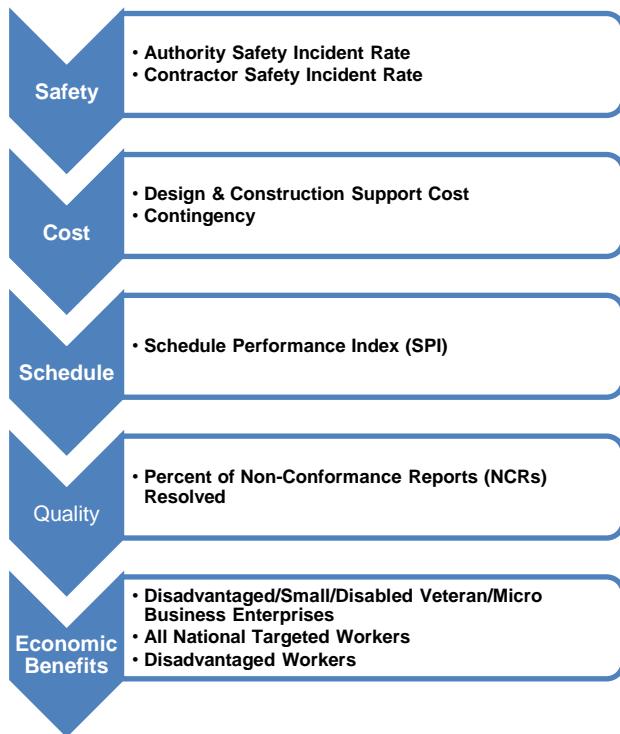 Safety
• Authority Safety Incident Rate
• Contractor Safety Incident Rate
Cost
• Design & Construction Support Cost
• Contingency
Schedule
• Schedule Performance Index (SPI)
Quality
• Percent of Non-Conformance Reports (NCRs)
Resolved
Economic
Benefits
• Disadvantaged/Small/Disabled Veteran/Micro
Business Enterprises
• All National Targeted Workers
• Disadvantaged Workers